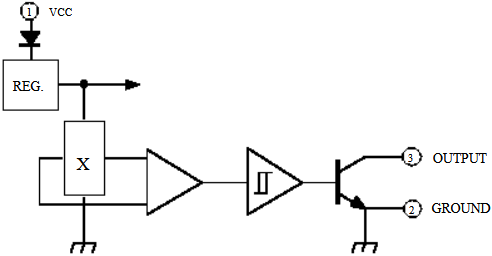 1 VCC
REG.
X
3 OUTPUT
2 GROUND